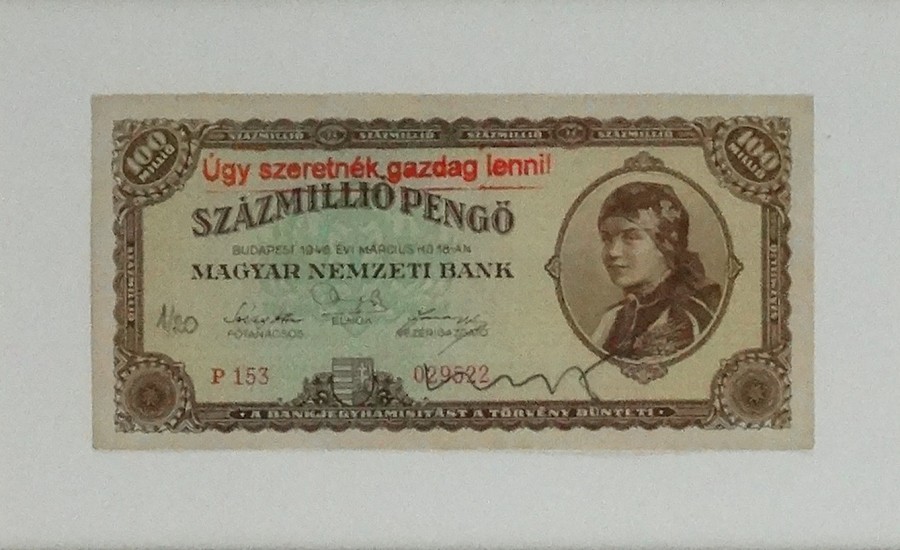 SZÁZMILLIÓ SZÁZMILLIÓ SZÁZMILLIÓ SZÁZMILLIÓ
100 MILLIÓ
100 MILLIÓ
Úgy szeretnék gazdag lenni!
SZÁZMILLIÓ PENGŐ
BUDAPEST 1946. ÉVI MÁRCIUS HÓ 18-ÁN
MAGYAR NEMZETI BANK
1/20
FŐTANÁCSOS ELNÖK VEZÉRIGAZGATÓ
P 153 029522
A BANKJEGYHAMISÍTÁST A TÖRVÉNY BÜNTETI